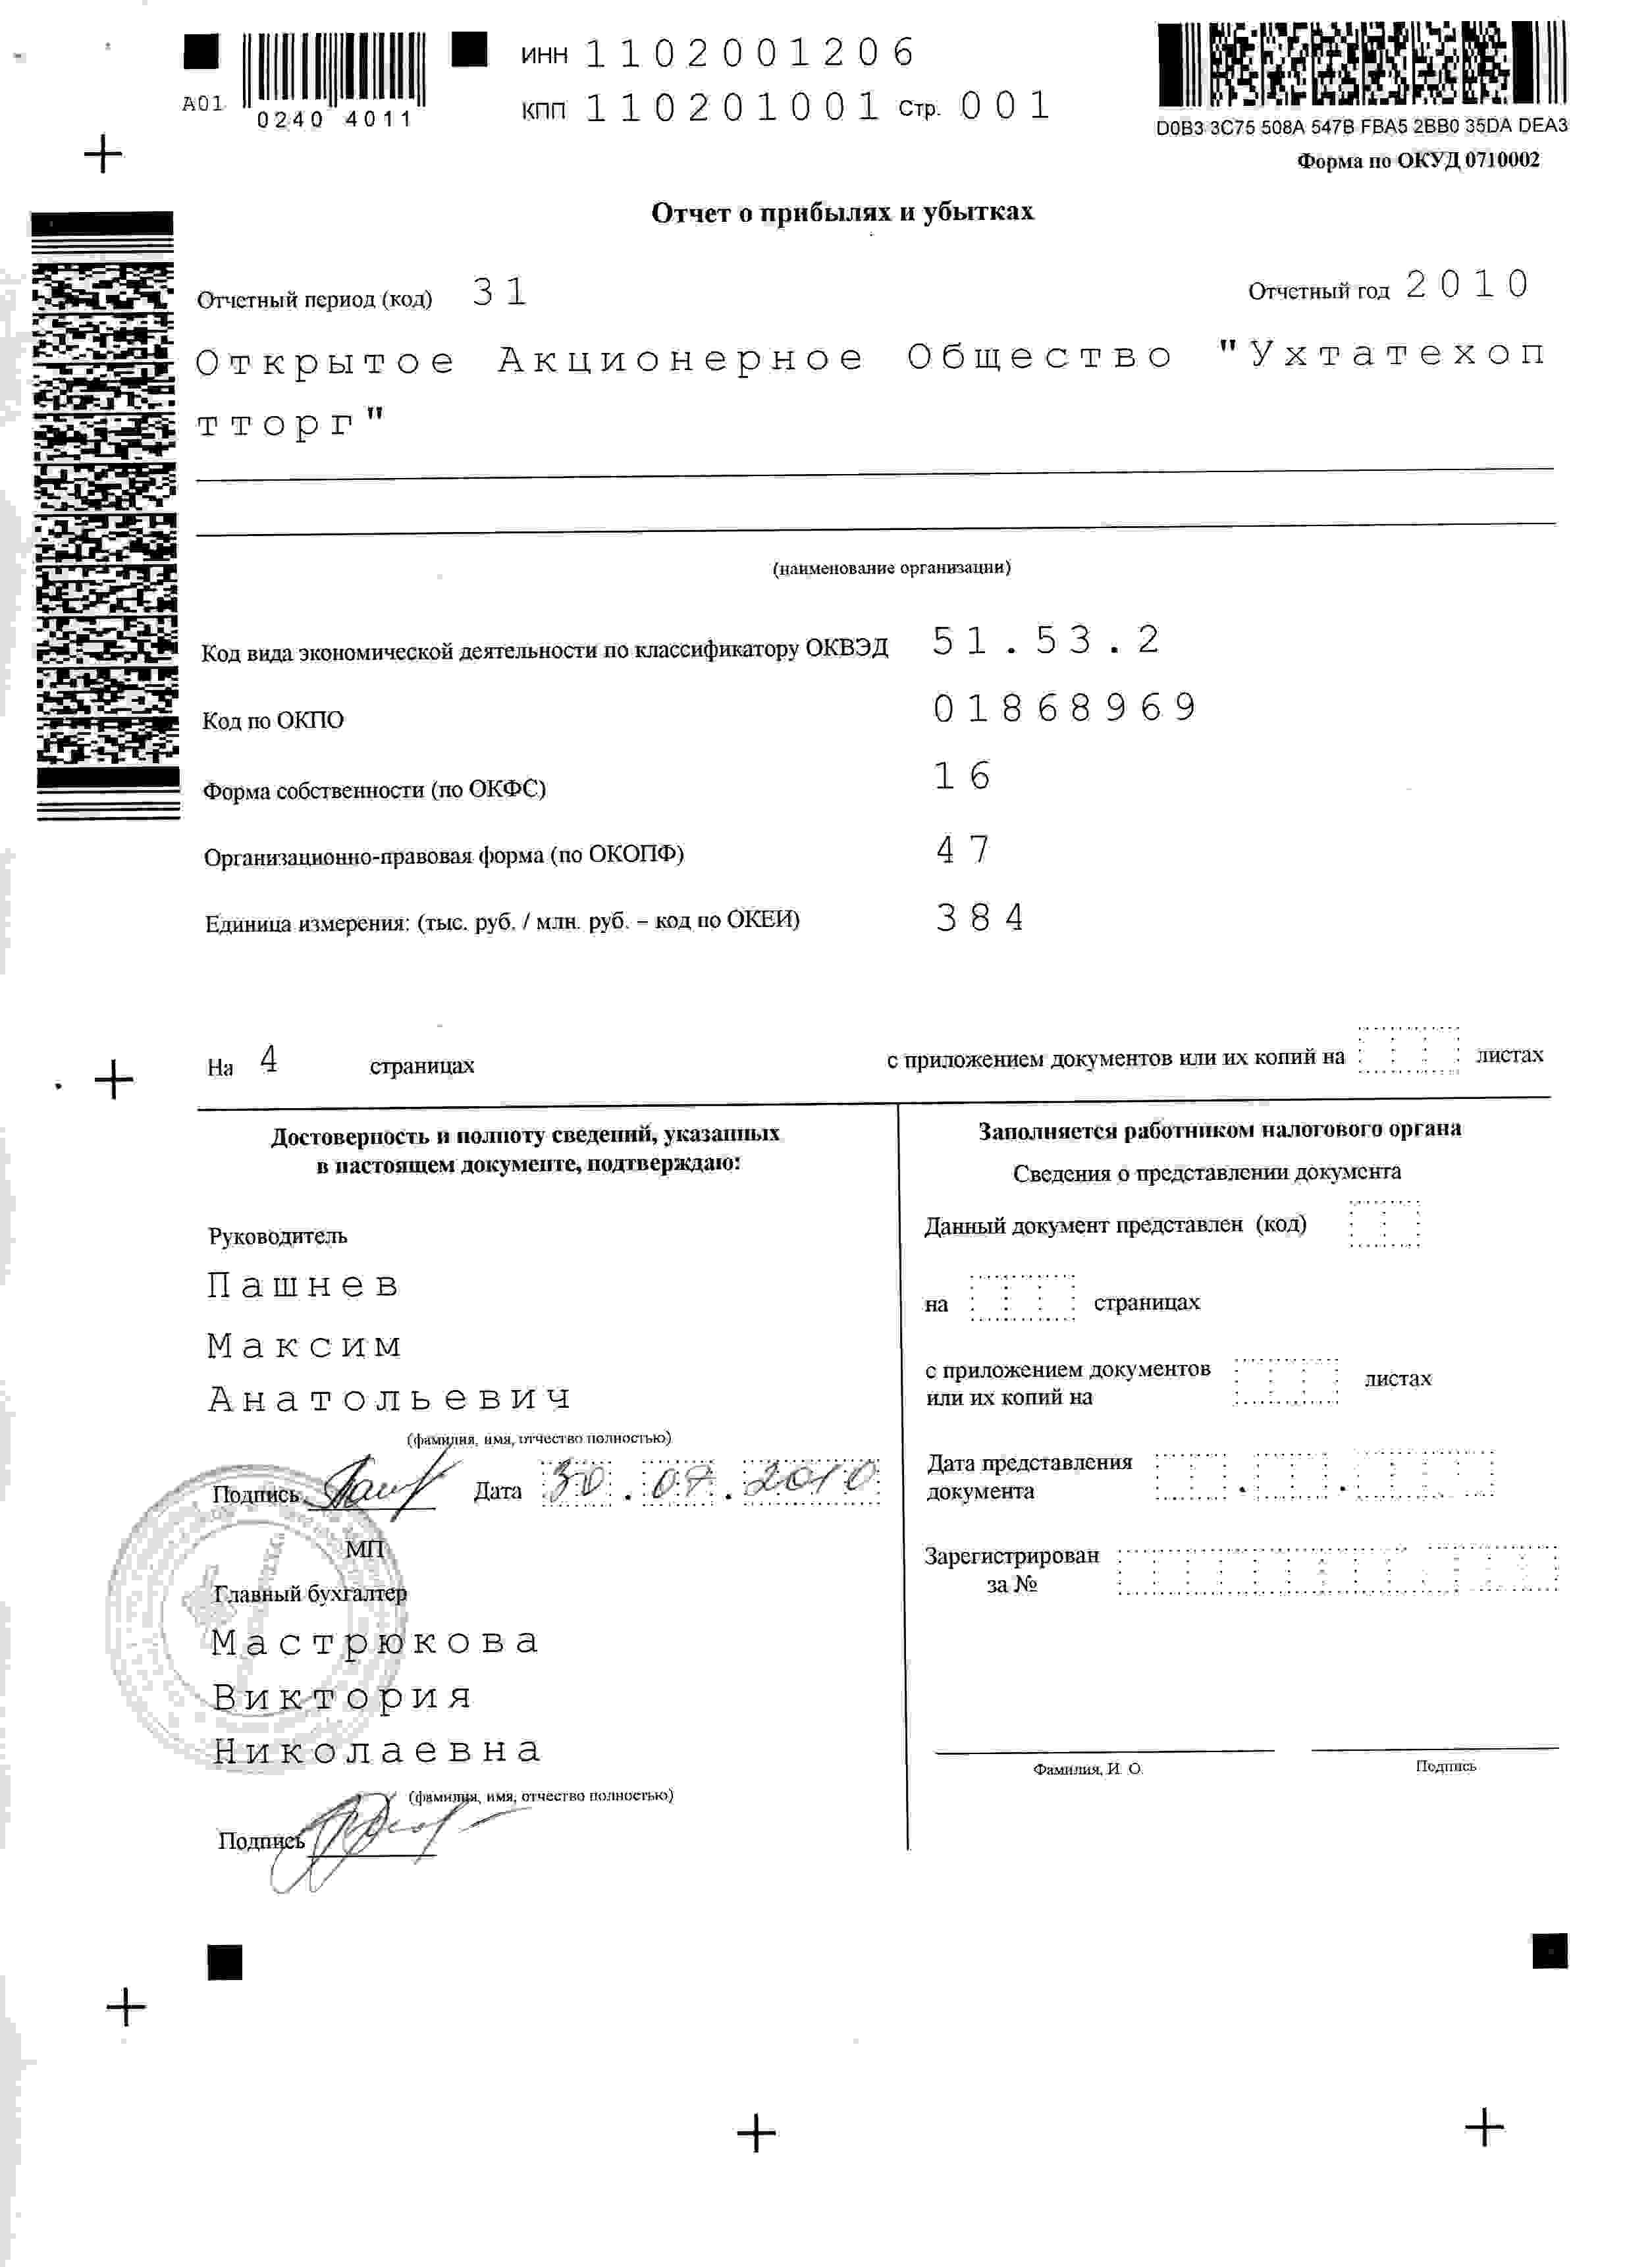 ИНН 1102001206
A01
0240 4011
КПП 110201001 Стр. 001
D0B3 3C75 508A 547B FBA5 2BB0 35DA DEA3
Форма по ОКУД 0710002
Отчет о прибылях и убытках
Отчетный период (код) 31 Отчетный год 2010
Открытое Акционерное Общество "Ухтатехоп
тторг"
(наименование организации)
Код вида экономической деятельности по классификатору ОКВЭД 51.53.2
Код по ОКПО 01868969
Форма собственности (по ОКФС) 16
Организационно-правовая форма (по ОКОПФ) 47
Единица измерения: (тыс. руб. / млн. руб. – код по ОКЕИ) 384
На 4 страницах с приложением документов или их копий на листах
Достоверность и полноту сведений, указанных
в настоящем документе, подтверждаю:
Руководитель
Пашнев
Максим
Анатольевич
(фамилия, имя, отчество полностью)
Подпись Дата 30.07.2010
МП
Главный бухгалтер
Мастрюкова
Виктория
Николаевна
(фамилия, имя, отчество полностью)
Подпись
Заполняется работником налогового органа
Сведения о представлении документа
Данный документ представлен (код)
на страницах
с приложением документов
или их копий на листах
Дата представления
документа
Зарегистрирован
за №
Фамилия, И. О. Подпись